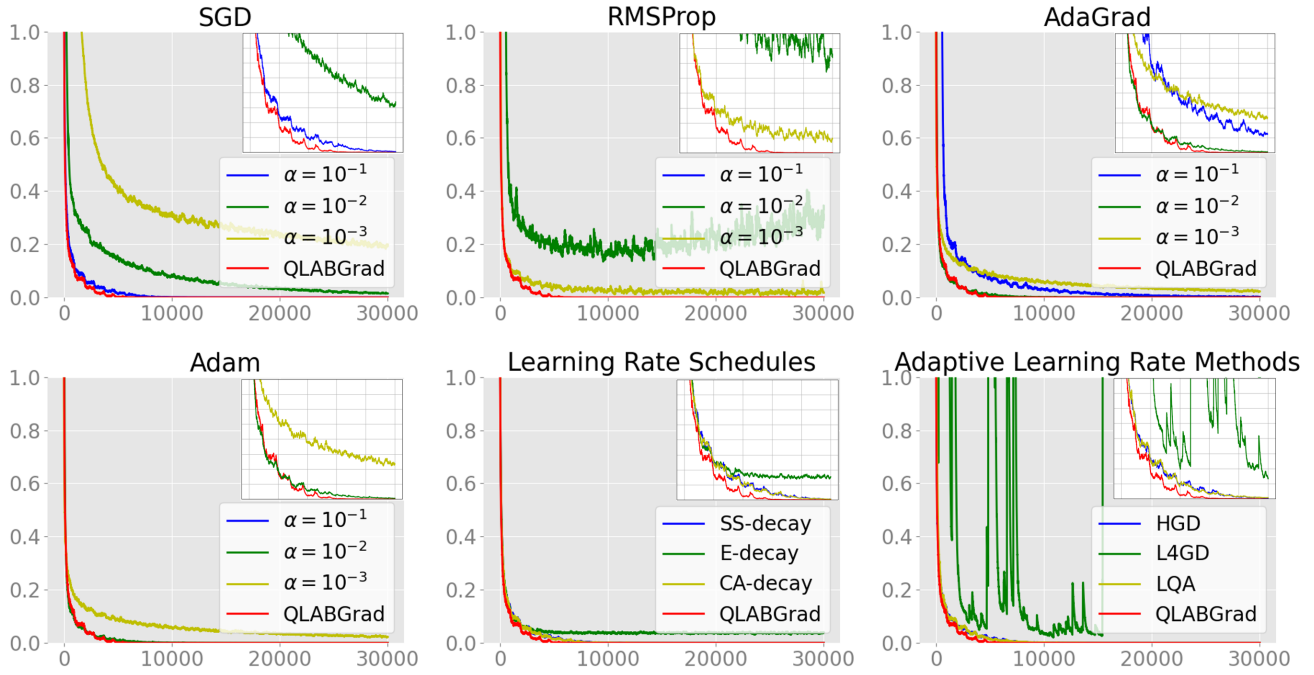 SGD
1.0
0.8
0.6
0.4
0.2
0.0
0 10000 20000 30000
α = 10⁻¹
α = 10⁻²
α = 10⁻³
QLABGrad
RMSProp
1.0
0.8
0.6
0.4
0.2
0.0
0 10000 20000 30000
α = 10⁻¹
α = 10⁻²
α = 10⁻³
QLABGrad
AdaGrad
1.0
0.8
0.6
0.4
0.2
0.0
0 10000 20000 30000
α = 10⁻¹
α = 10⁻²
α = 10⁻³
QLABGrad
Adam
1.0
0.8
0.6
0.4
0.2
0.0
0 10000 20000 30000
α = 10⁻¹
α = 10⁻²
α = 10⁻³
QLABGrad
Learning Rate Schedules
1.0
0.8
0.6
0.4
0.2
0.0
0 10000 20000 30000
SS-decay
E-decay
CA-decay
QLABGrad
Adaptive Learning Rate Methods
1.0
0.8
0.6
0.4
0.2
0.0
0 10000 20000 30000
HGD
L4GD
LQA
QLABGrad